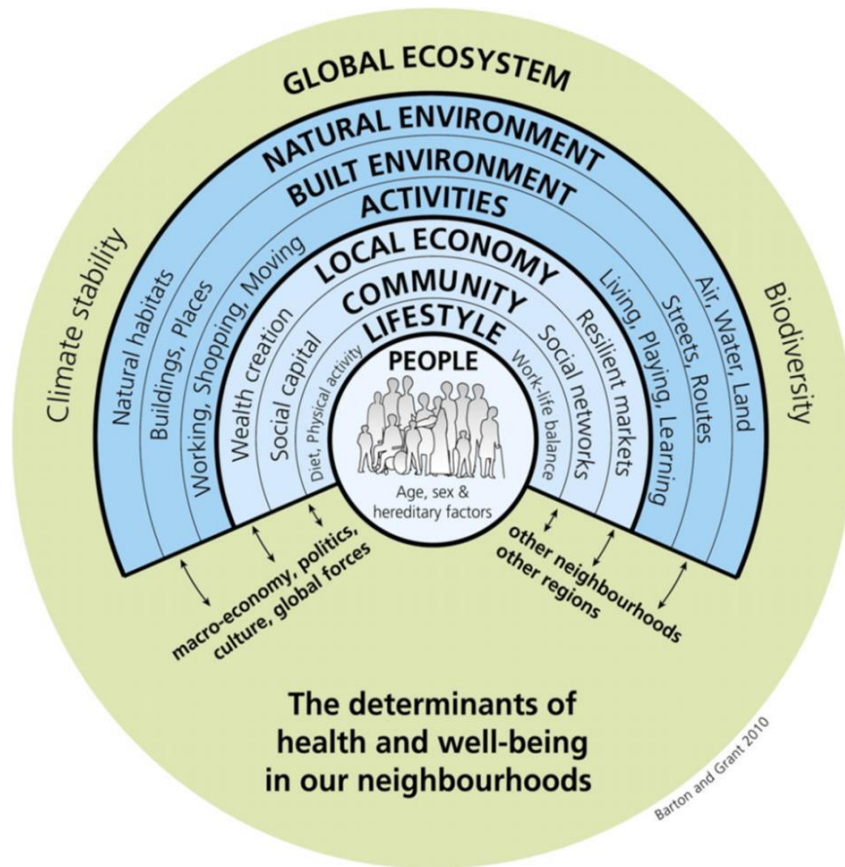 GLOBAL ECOSYSTEM
NATURAL ENVIRONMENT
BUILT ENVIRONMENT
ACTIVITIES
LOCAL ECONOMY
COMMUNITY
LIFESTYLE
PEOPLE
Age, sex &
hereditary factors
Climate stability
Natural habitats
Buildings, Places
Working, Shopping, Moving
Wealth creation
Social capital
Diet, Physical activity
Work-life balance
Social networks
Resilient markets
Living, Playing, Learning
Streets, Routes
Air, Water, Land
Biodiversity
macro-economy, politics,
culture, global forces
other neighbourhoods
other regions
The determinants of
health and well-being
in our neighbourhoods
Barton and Grant 2010